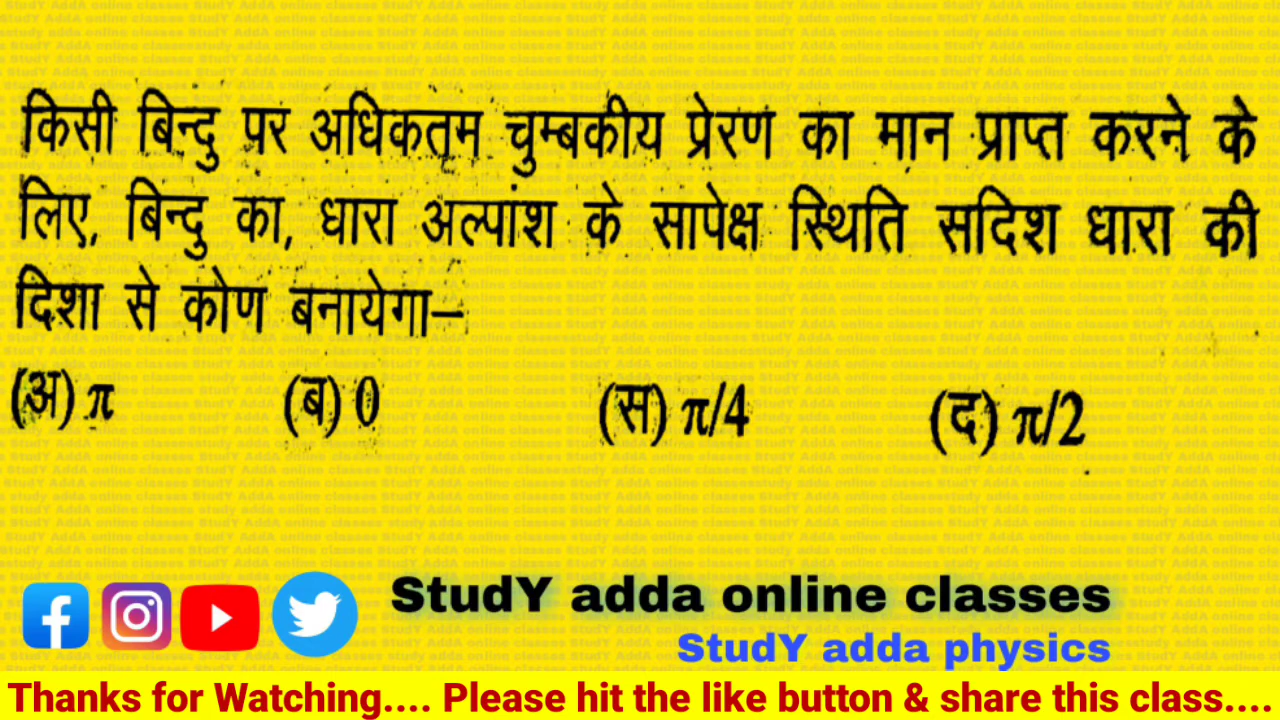 किसी बिन्दु पर अधिकतम चुम्बकीय प्रेरण का मान प्राप्त करने के
लिए, बिन्दु का, धारा अल्पांश के सापेक्ष स्थिति सदिश धारा की
दिशा से कोण बनायेगा–
(अ) π (ब) 0 (स) π/4 (द) π/2
StudY adda online classes
StudY adda physics
Thanks for Watching.... Please hit the like button & share this class....